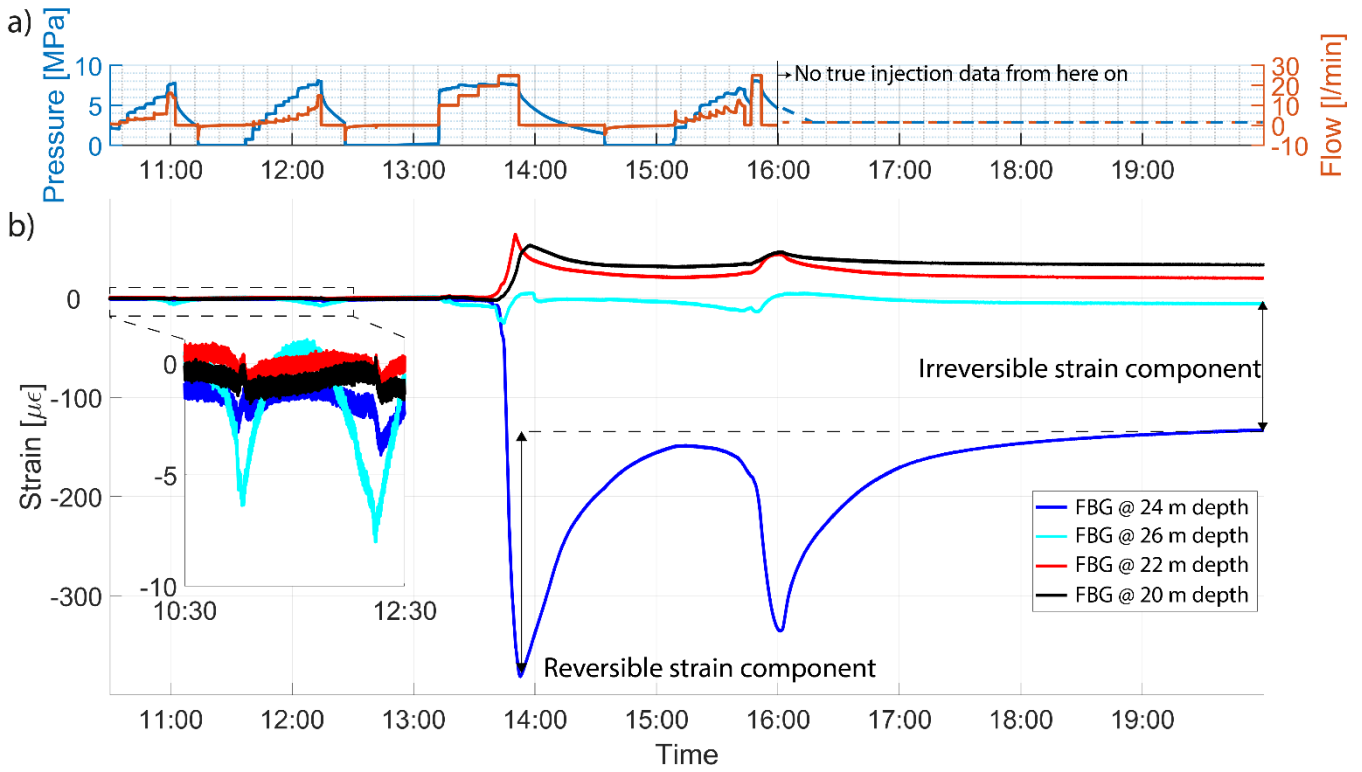 a)
Pressure [MPa]
10
5
0
Flow [l/min]
30
20
10
0
-10
No true injection data from here on
11:00 12:00 13:00 14:00 15:00 16:00 17:00 18:00 19:00
b)
Strain [με]
0
-100
-200
-300
0
-5
-10
10:30 12:30
Irreversible strain component
Reversible strain component
FBG @ 24 m depth
FBG @ 26 m depth
FBG @ 22 m depth
FBG @ 20 m depth
11:00 12:00 13:00 14:00 15:00 16:00 17:00 18:00 19:00
Time